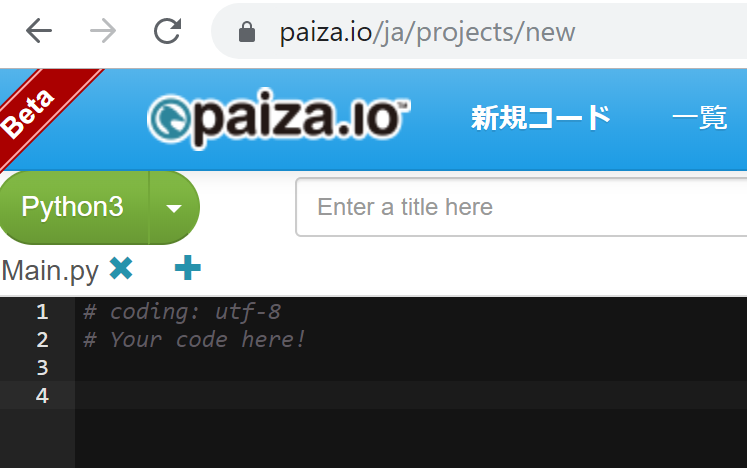 paiza.io/ja/projects/new
Beta
paiza.IO™
新規コード
一覧
Python3
Enter a title here
Main.py
1 # coding: utf-8
2 # Your code here!
3
4